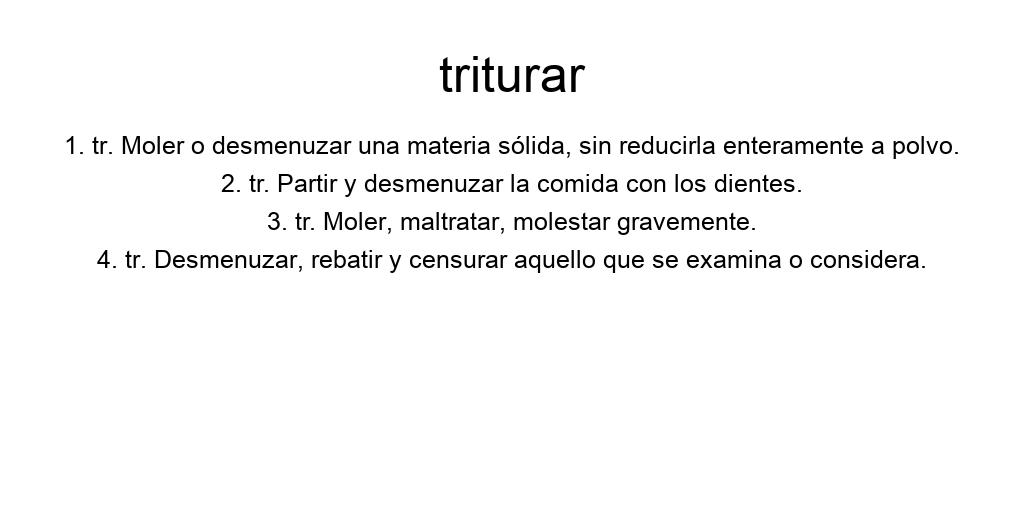 triturar
1. tr. Moler o desmenuzar una materia sólida, sin reducirla enteramente a polvo.
2. tr. Partir y desmenuzar la comida con los dientes.
3. tr. Moler, maltratar, molestar gravemente.
4. tr. Desmenuzar, rebatir y censurar aquello que se examina o considera.